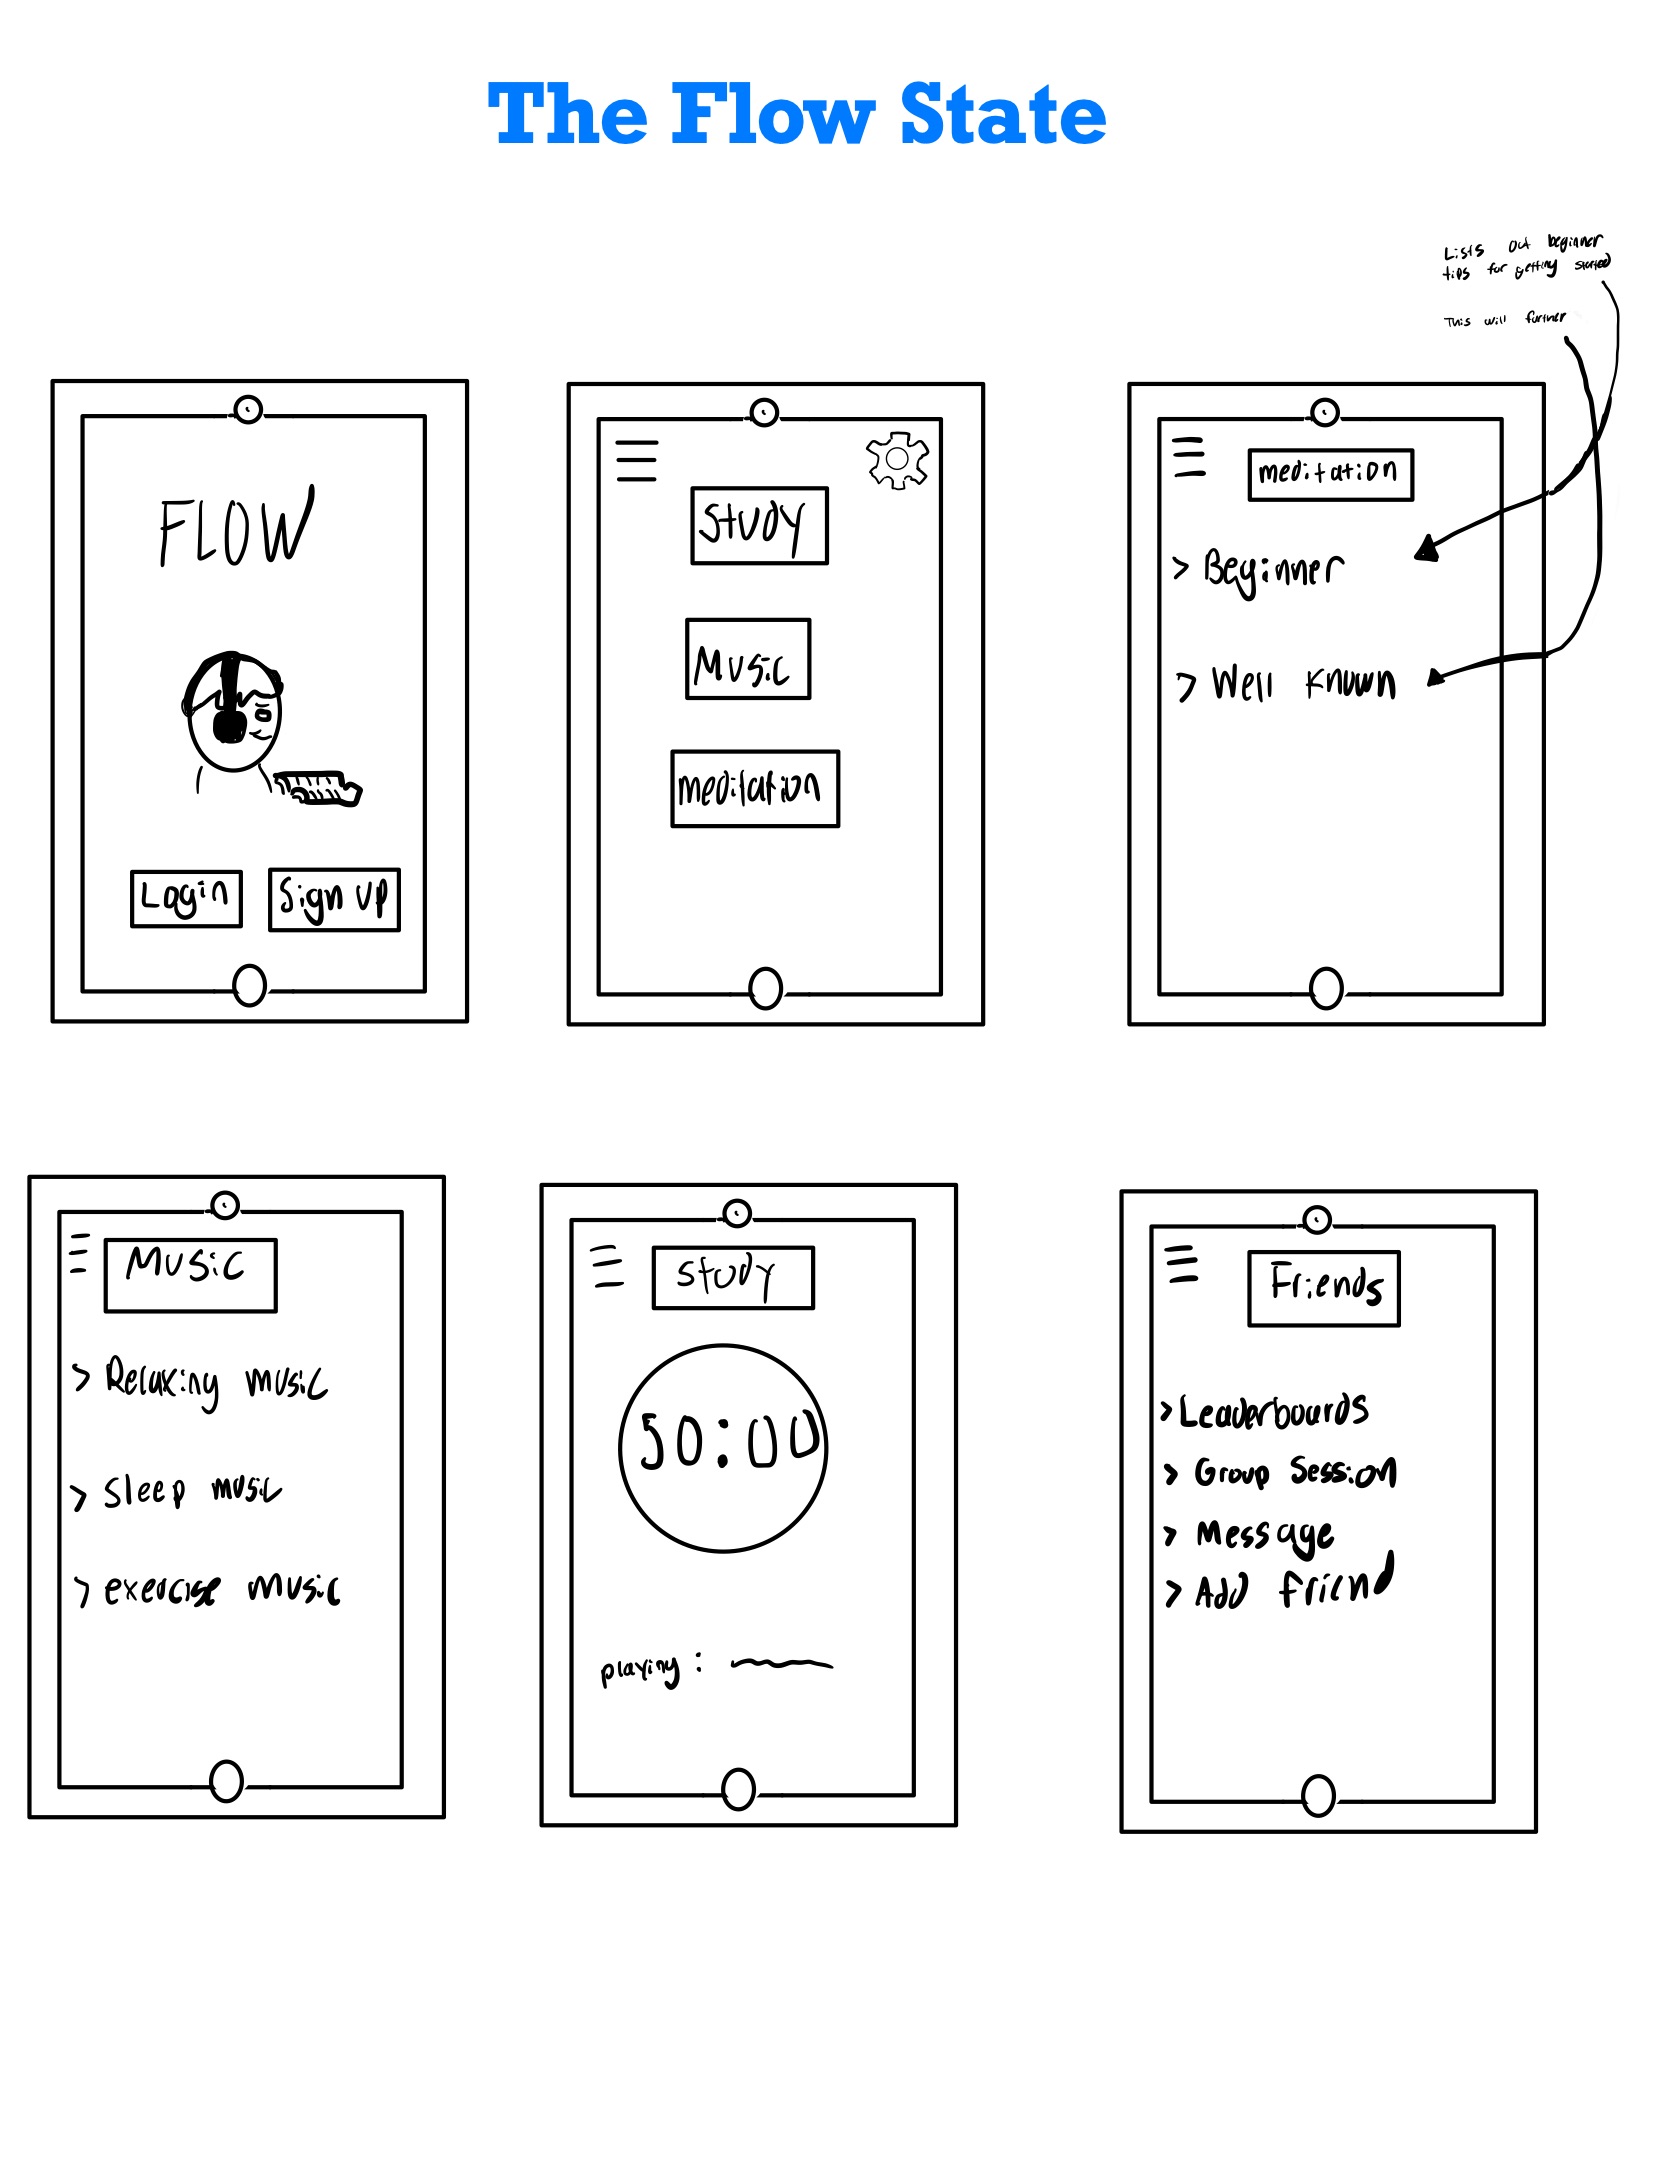 The Flow State
Lists out beginner
tips for getting started
This will further
FLOW
Login
Sign up
Study
Music
meditation
meditation
> Beginner
> Well Known
Music
> Relaxing music
> Sleep music
> exercise music
study
50:00
playing:
Friends
> Leaderboards
> Group Session
> Message
> Add friend